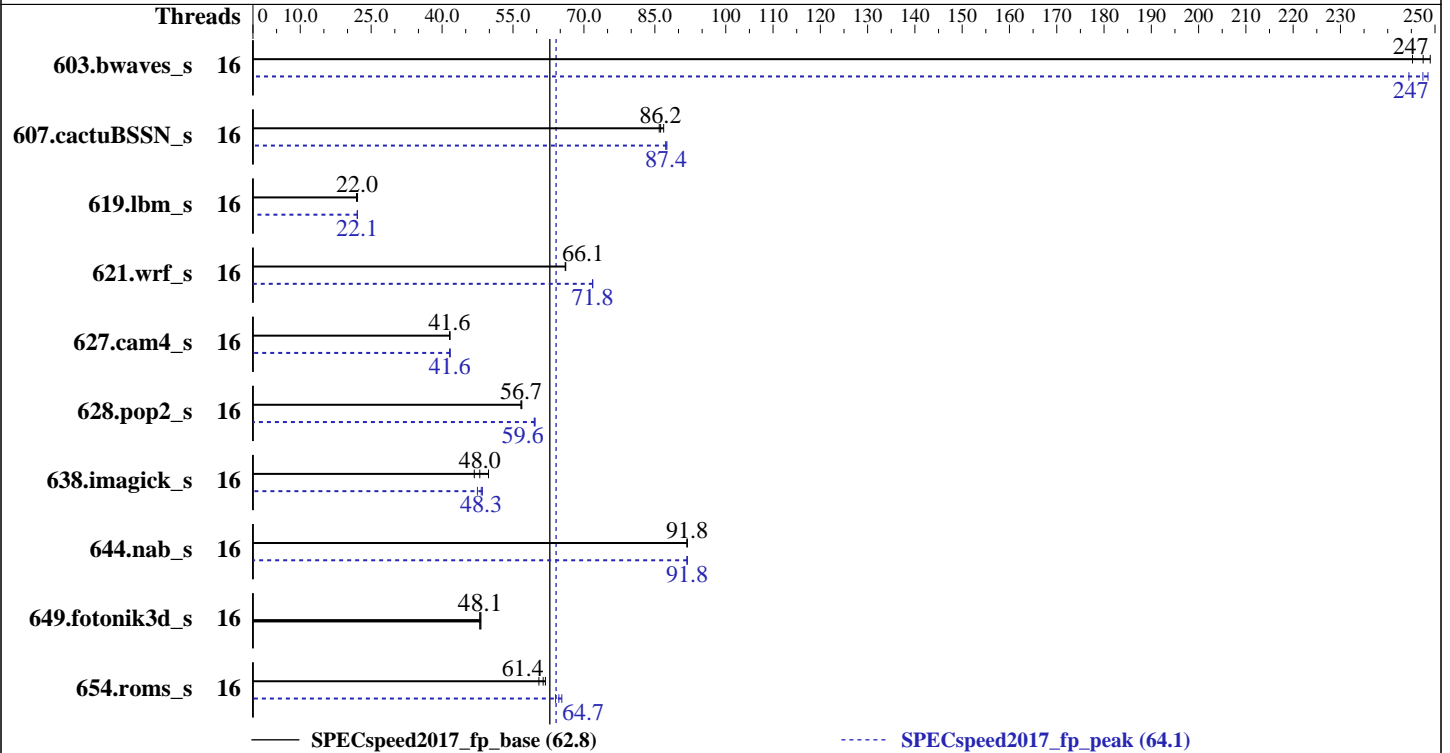 Threads 0 10.0 25.0 40.0 55.0 70.0 85.0 100 110 120 130 140 150 160 170 180 190 200 210 220 230 250
603.bwaves_s 16 247
247
607.cactuBSSN_s 16 86.2
87.4
619.lbm_s 16 22.0
22.1
621.wrf_s 16 66.1
71.8
627.cam4_s 16 41.6
41.6
628.pop2_s 16 56.7
59.6
638.imagick_s 16 48.0
48.3
644.nab_s 16 91.8
91.8
649.fotonik3d_s 16 48.1
654.roms_s 16 61.4
64.7
SPECspeed2017_fp_base (62.8) SPECspeed2017_fp_peak (64.1)